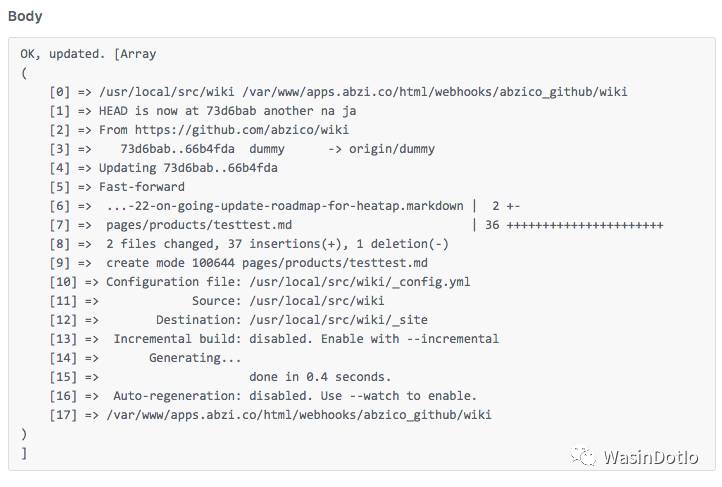 Body
OK, updated. [Array
(
    [0] => /usr/local/src/wiki /var/www/apps.abzi.co/html/webhooks/abzico_github/wiki
    [1] => HEAD is now at 73d6bab another na ja
    [2] => From https://github.com/abzico/wiki
    [3] =>    73d6bab..66b4fda  dummy      -> origin/dummy
    [4] => Updating 73d6bab..66b4fda
    [5] => Fast-forward
    [6] =>  ...-22-on-going-update-roadmap-for-heatap.markdown |  2 +-
    [7] =>  pages/products/testtest.md                         | 36 ++++++++++++++++++++++
    [8] =>  2 files changed, 37 insertions(+), 1 deletion(-)
    [9] =>  create mode 100644 pages/products/testtest.md
    [10] => Configuration file: /usr/local/src/wiki/_config.yml
    [11] =>             Source: /usr/local/src/wiki
    [12] =>        Destination: /usr/local/src/wiki/_site
    [13] =>  Incremental build: disabled. Enable with --incremental
    [14] =>       Generating...
    [15] =>                     done in 0.4 seconds.
    [16] =>  Auto-regeneration: disabled. Use --watch to enable.
    [17] => /var/www/apps.abzi.co/html/webhooks/abzico_github/wiki
)
]
WasinDotIo